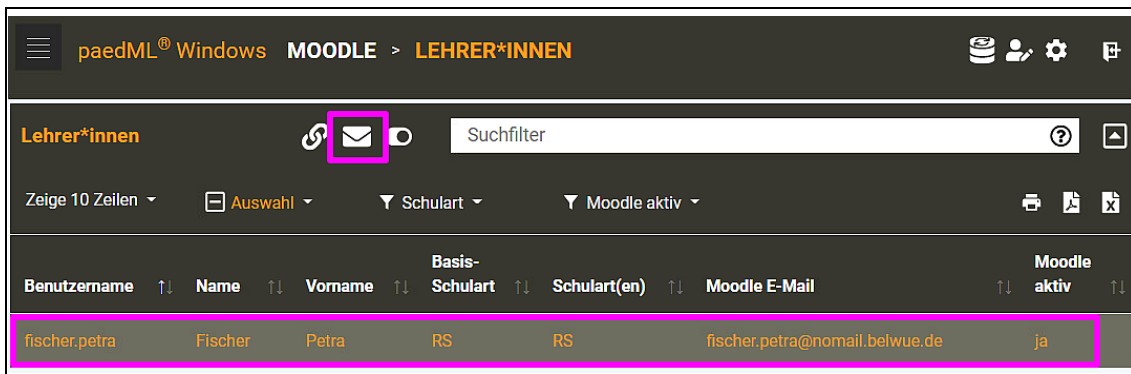 paedML® Windows MOODLE > LEHRER*INNEN
Lehrer*innen Suchfilter
Zeige 10 Zeilen Auswahl Schulart Moodle aktiv
Benutzername Name Vorname Basis-Schulart Schulart(en) Moodle E-Mail Moodle aktiv
fischer.petra Fischer Petra RS RS fischer.petra@nomail.belwue.de ja